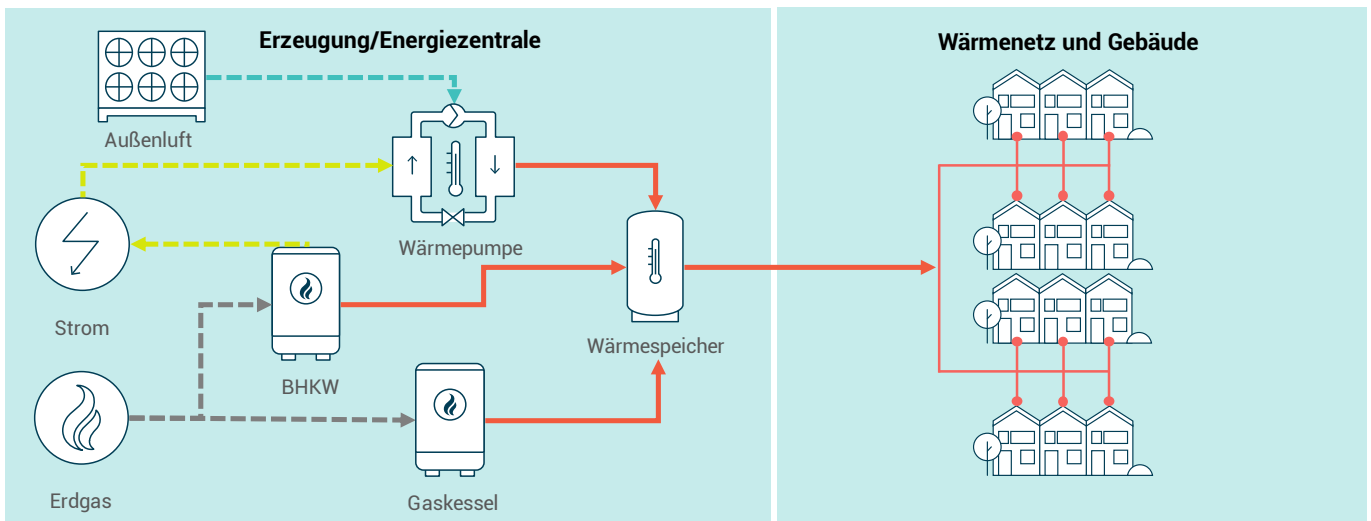 Erzeugung/Energiezentrale
Wärmenetz und Gebäude
Außenluft
Wärmepumpe
Strom
Wärmespeicher
BHKW
Erdgas
Gaskessel